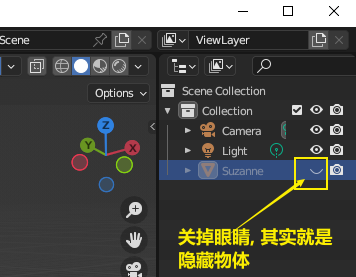 Scene
ViewLayer
Options
Scene Collection
Collection
Camera
Light
Suzanne
Z
Y
X
关掉眼睛, 其实就是
隐藏物体